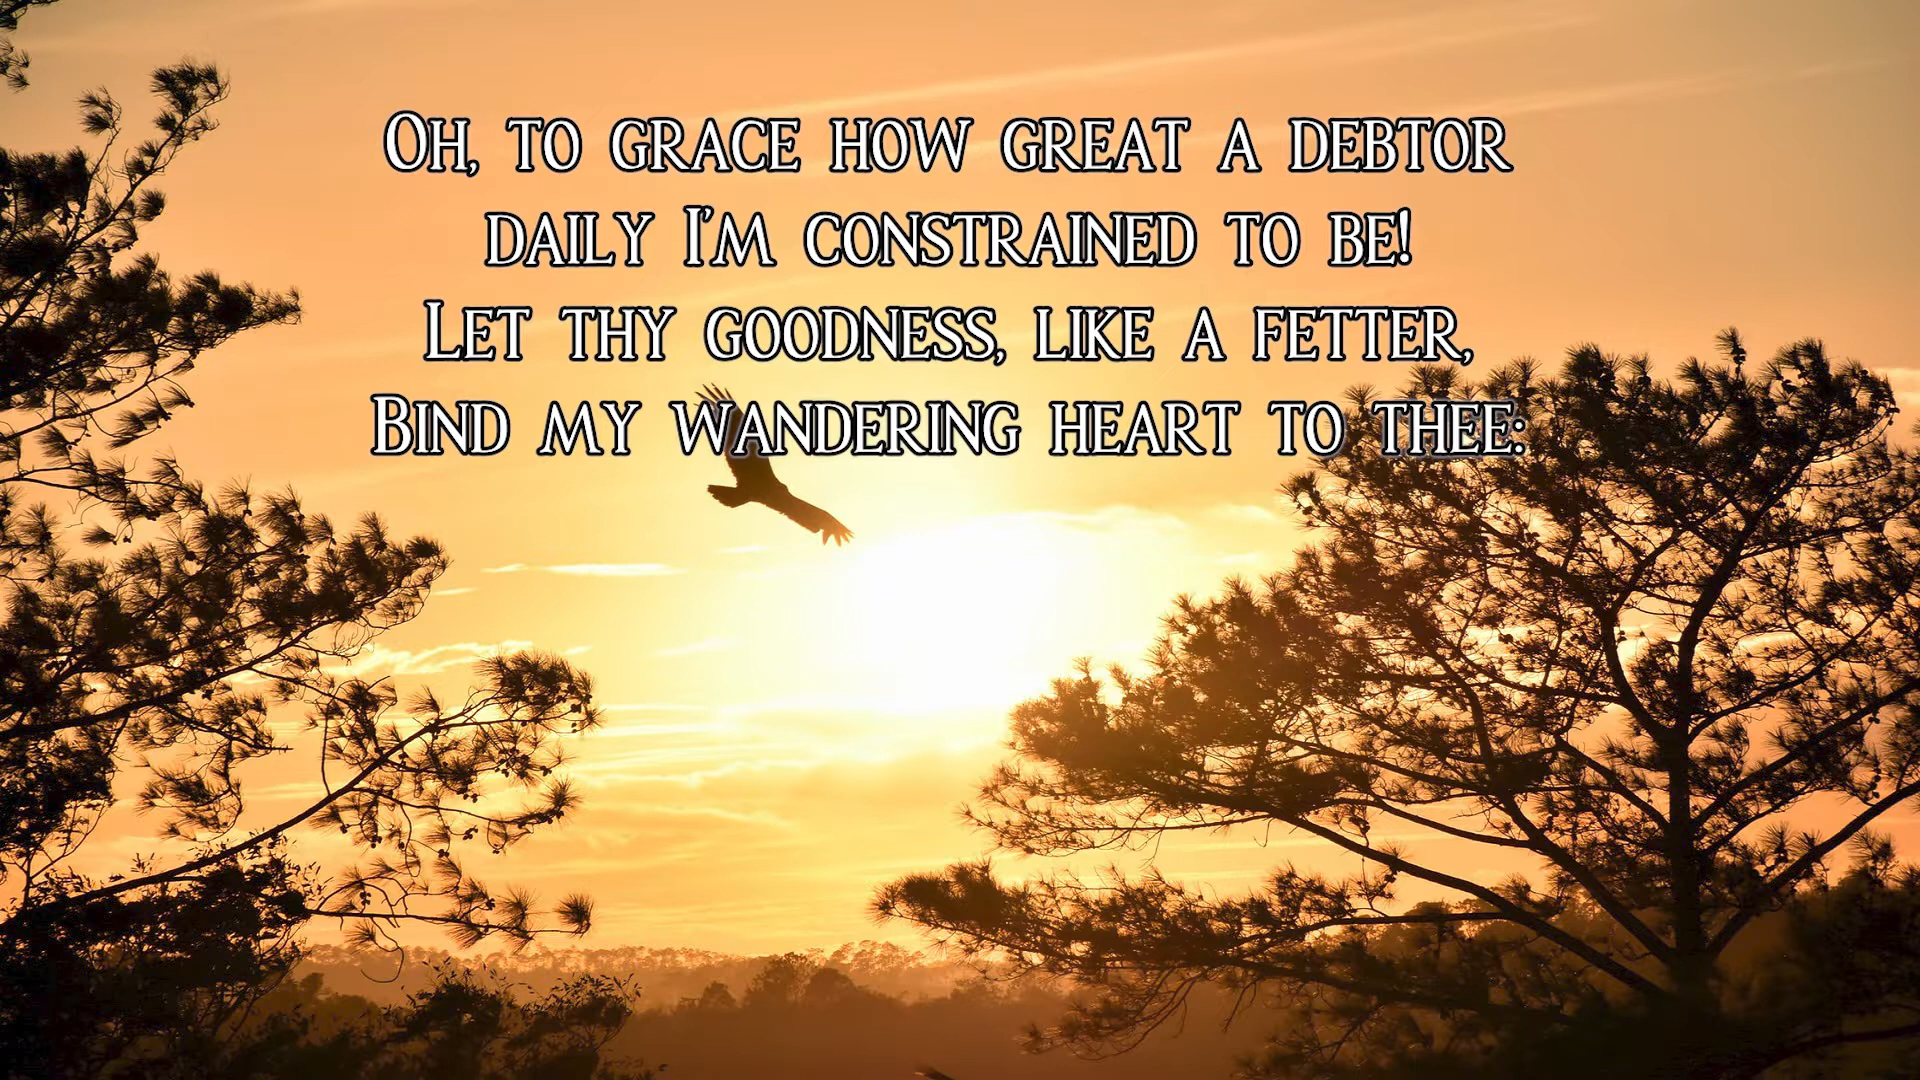 Oh, to grace how great a debtor
daily I'm constrained to be!
Let thy goodness, like a fetter,
Bind my wandering heart to thee: